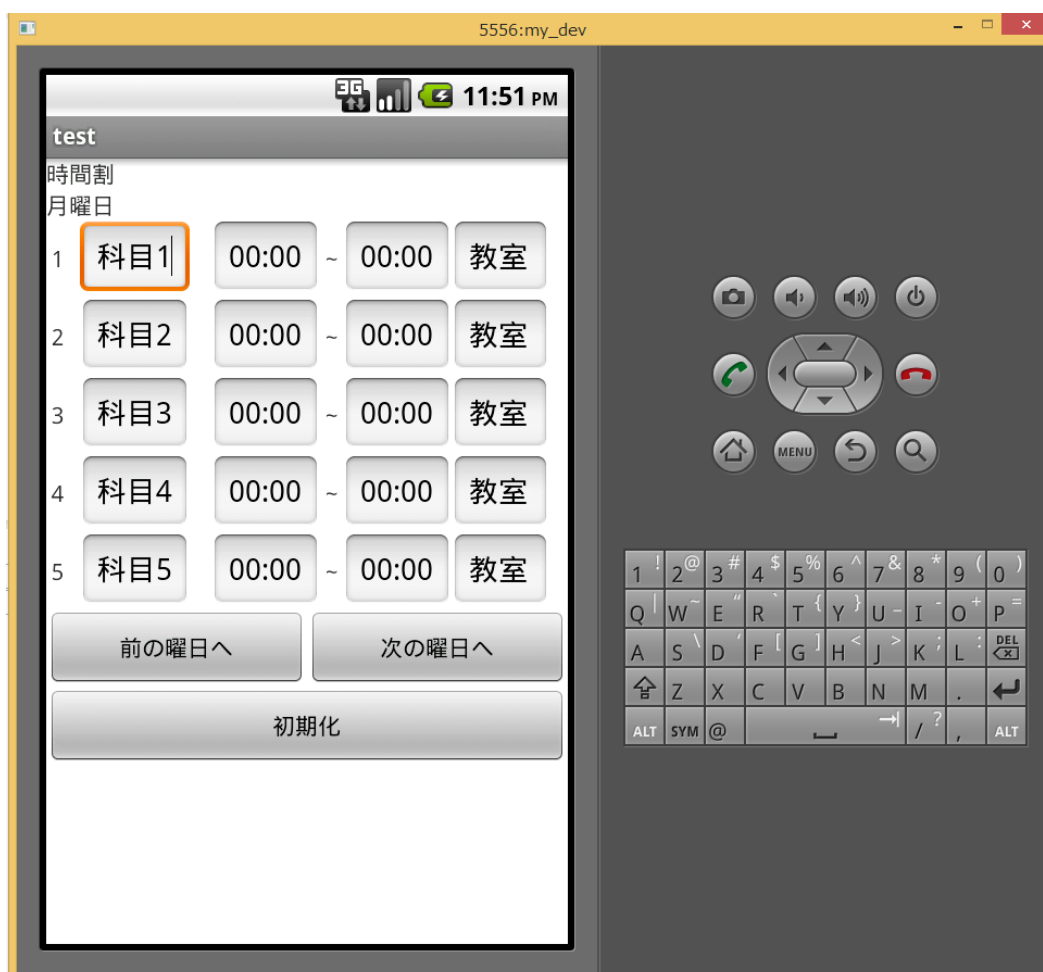 5556:my_dev
3G 11:51 PM
test
時間割
月曜日
1 科目1 00:00 ~ 00:00 教室
2 科目2 00:00 ~ 00:00 教室
3 科目3 00:00 ~ 00:00 教室
4 科目4 00:00 ~ 00:00 教室
5 科目5 00:00 ~ 00:00 教室
前の曜日へ 次の曜日へ
初期化
MENU
1 ! 2 @ 3 # 4 $ 5 % 6 ^ 7 & 8 * 9 ( 0 )
Q | W ~ E " R ` T { Y } U _ I - O + P =
A S \ D ' F [ G ] H < J > K ; L : DEL
Z X C V B N M .
ALT SYM @ / ? , ALT